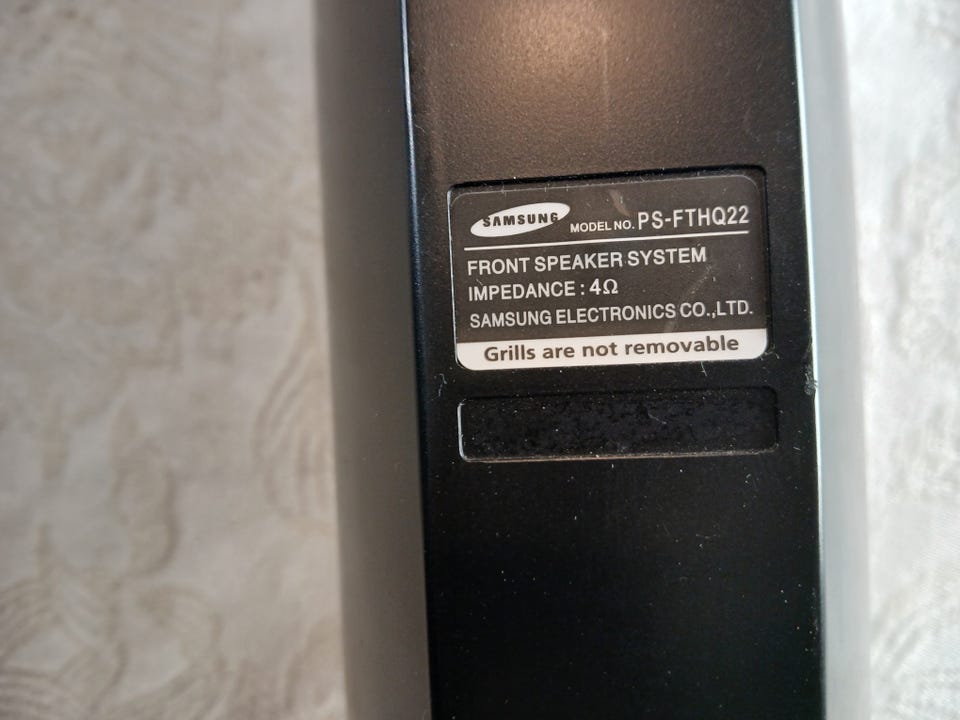 SAMSUNG MODEL NO. PS-FTHQ22
FRONT SPEAKER SYSTEM
IMPEDANCE : 4Ω
SAMSUNG ELECTRONICS CO.,LTD.
Grills are not removable